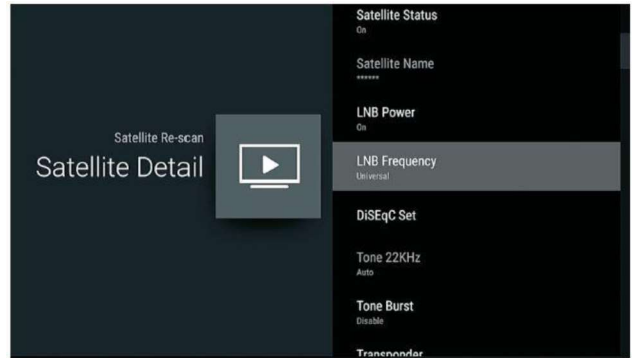 Satellite Re-scan
Satellite Detail
Satellite Status
On
Satellite Name
******
LNB Power
On
LNB Frequency
Universal
DiSEqC Set
Tone 22KHz
Auto
Tone Burst
Disable
Transponder